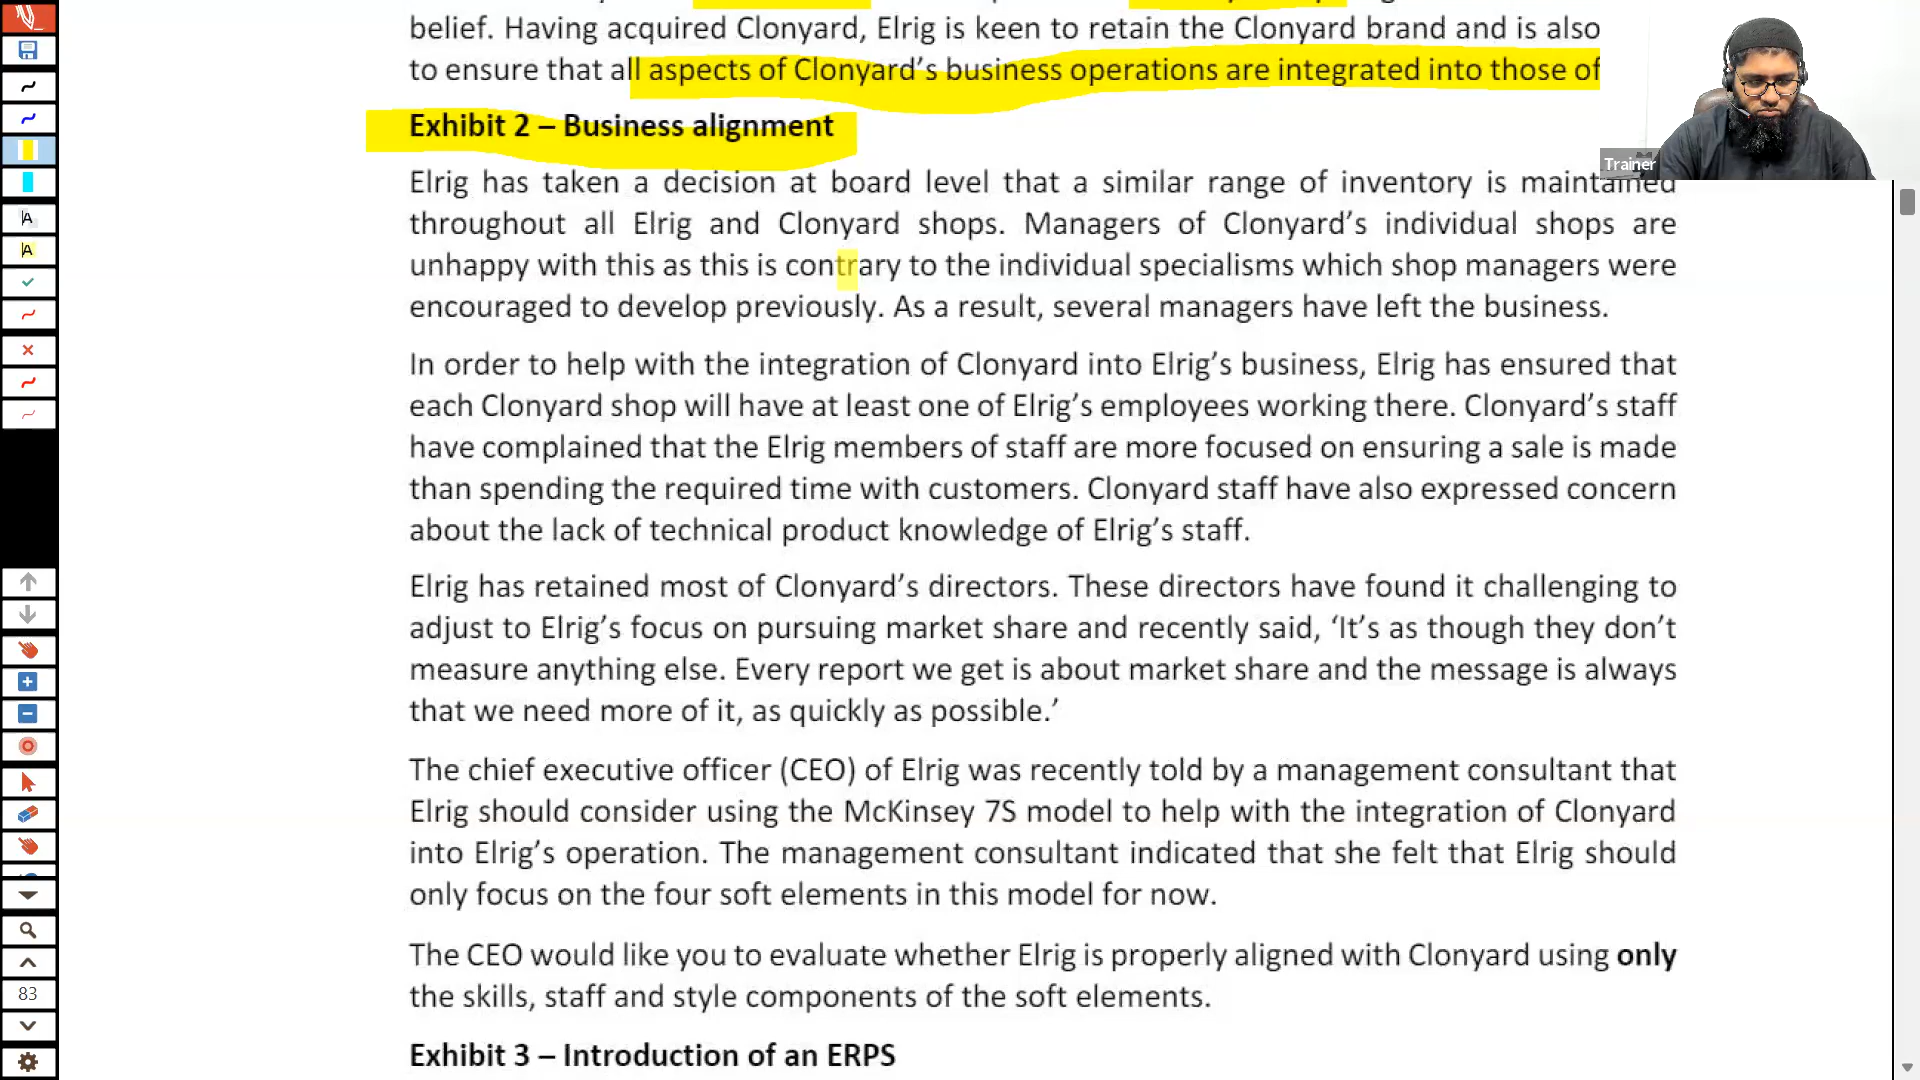 belief. Having acquired Clonyard, Elrig is keen to retain the Clonyard brand and is also
to ensure that all aspects of Clonyard's business operations are integrated into those of
Exhibit 2 – Business alignment
Trainer
Elrig has taken a decision at board level that a similar range of inventory is maintained
throughout all Elrig and Clonyard shops. Managers of Clonyard's individual shops are
unhappy with this as this is contrary to the individual specialisms which shop managers were
encouraged to develop previously. As a result, several managers have left the business.
In order to help with the integration of Clonyard into Elrig's business, Elrig has ensured that
each Clonyard shop will have at least one of Elrig's employees working there. Clonyard's staff
have complained that the Elrig members of staff are more focused on ensuring a sale is made
than spending the required time with customers. Clonyard staff have also expressed concern
about the lack of technical product knowledge of Elrig's staff.
Elrig has retained most of Clonyard's directors. These directors have found it challenging to
adjust to Elrig's focus on pursuing market share and recently said, 'It's as though they don't
measure anything else. Every report we get is about market share and the message is always
that we need more of it, as quickly as possible.'
The chief executive officer (CEO) of Elrig was recently told by a management consultant that
Elrig should consider using the McKinsey 7S model to help with the integration of Clonyard
into Elrig's operation. The management consultant indicated that she felt that Elrig should
only focus on the four soft elements in this model for now.
The CEO would like you to evaluate whether Elrig is properly aligned with Clonyard using only
the skills, staff and style components of the soft elements.
Exhibit 3 – Introduction of an ERPS
A
A
83